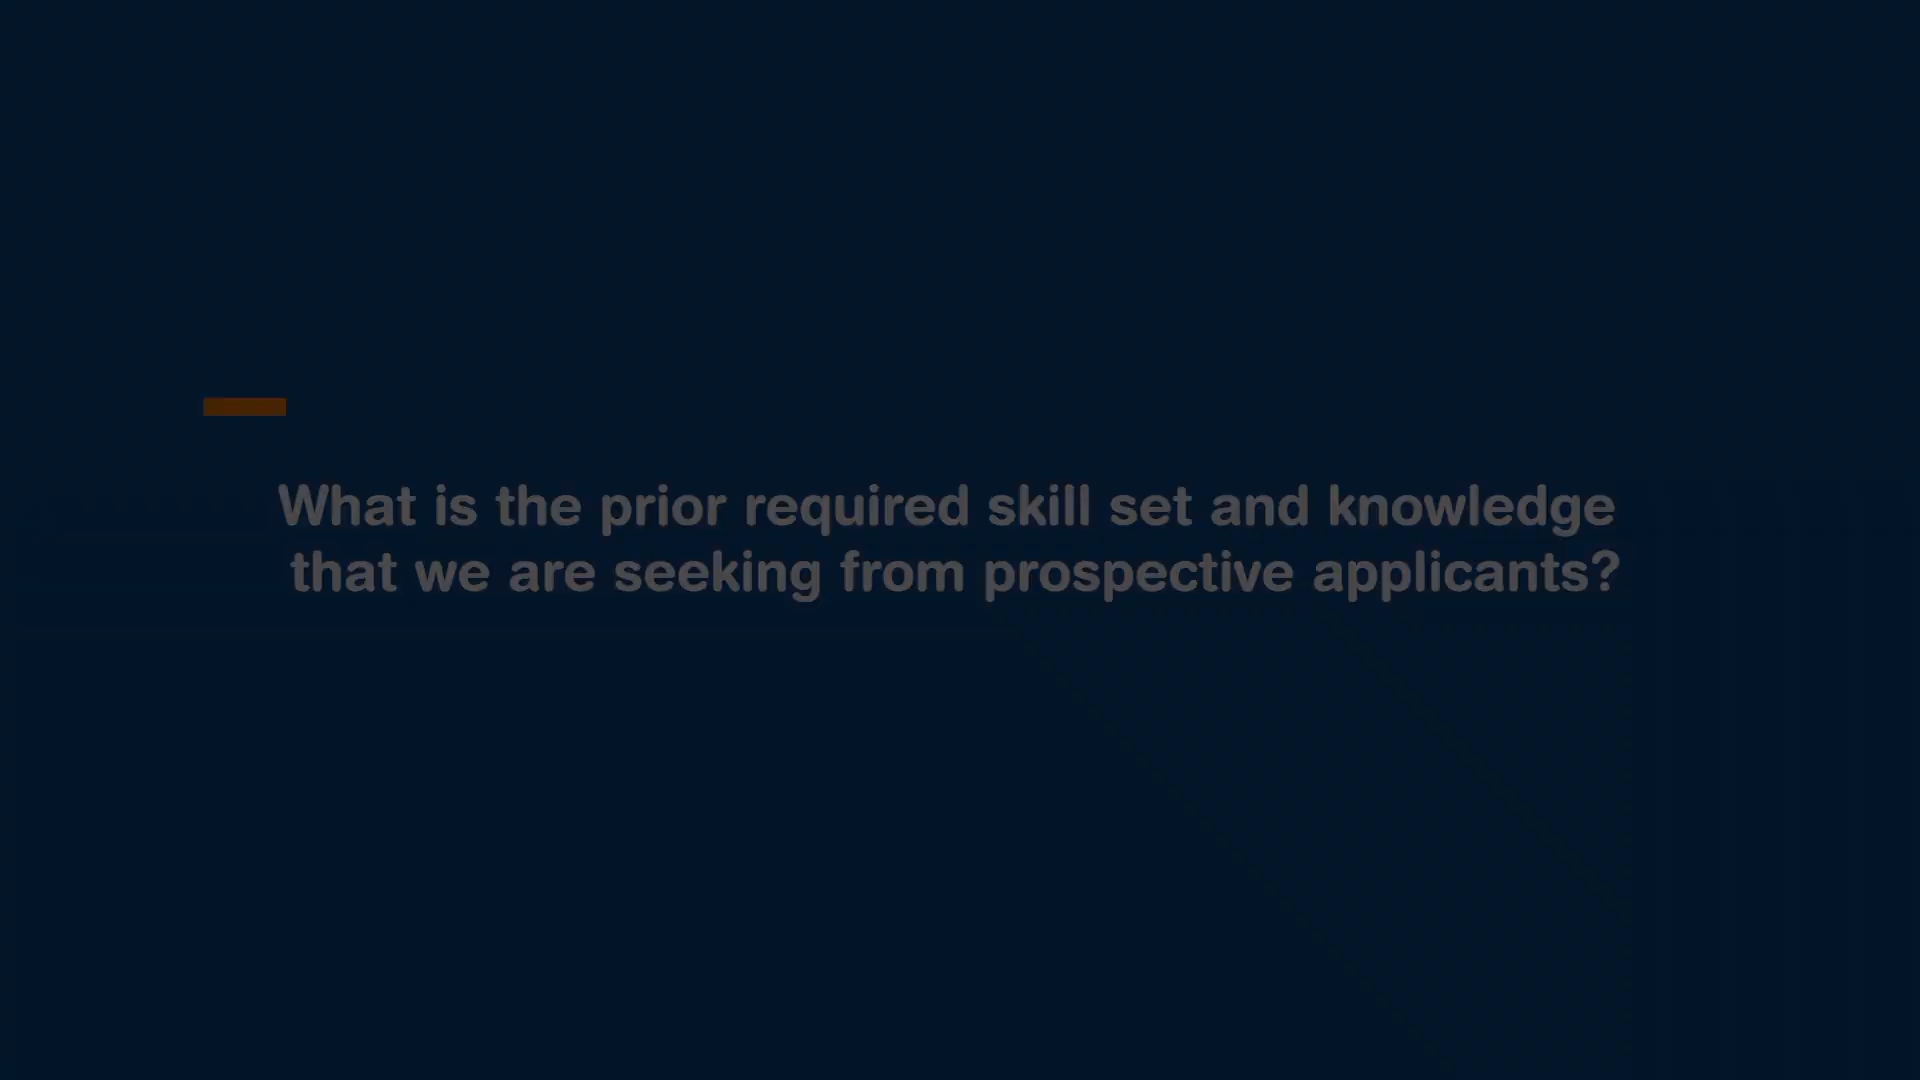 What is the prior required skill set and knowledge
that we are seeking from prospective applicants?